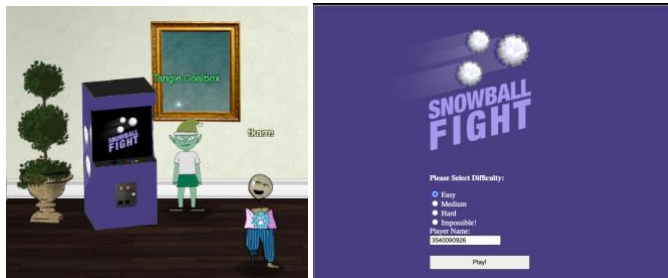 Tangle Coalbox
SNOWBALL
FIGHT
SNOWBALL
FIGHT
Please Select Difficulty:
Easy
Medium
Hard
Impossible!
Player Name:
3540090926
Play!